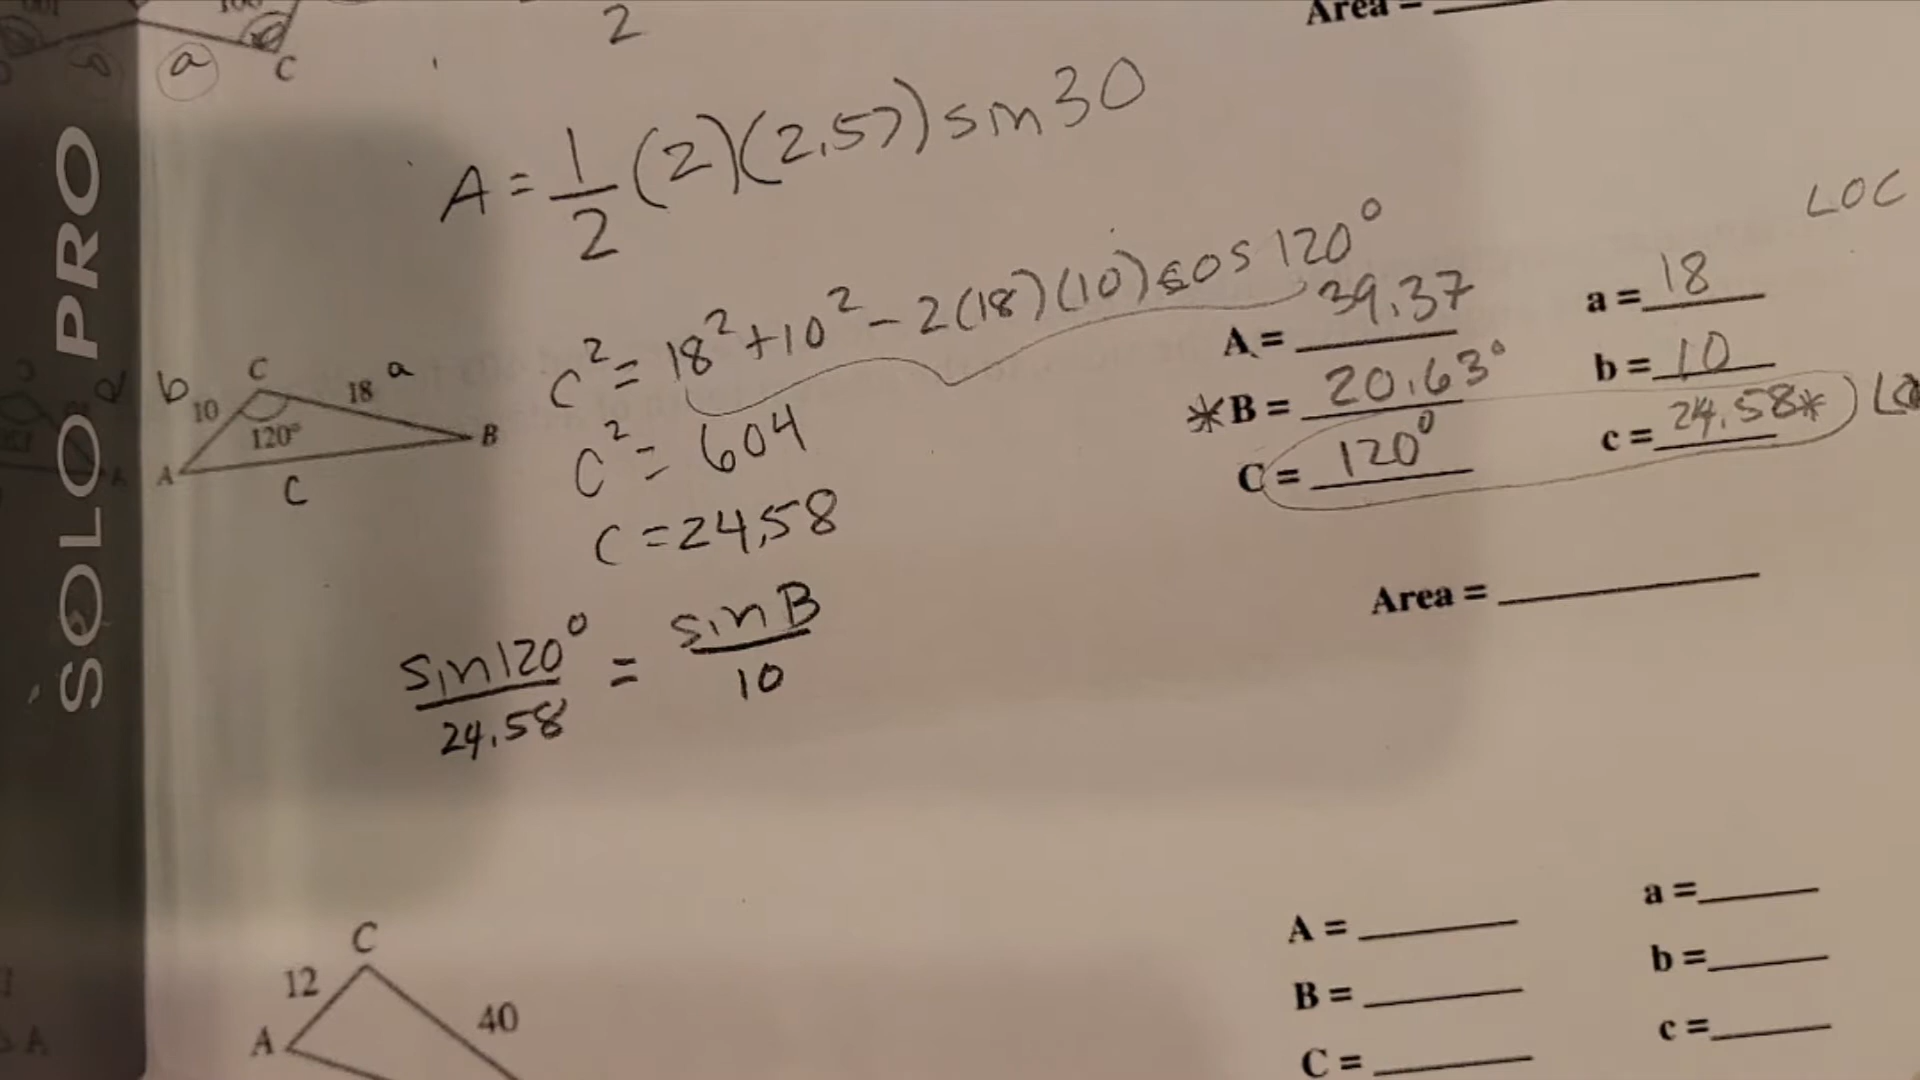 a
C
2
Area =
A = 1/2 (2)(2.57) sin 30
LOC
c² = 18² + 10² - 2(18)(10) cos 120°
A = 39.37
a = 18
*B = 20.63°
b = 10
C = 120°
c = 24.58*
SOLO PRO
b
C
a
10
18
120°
A
B
C
c² = 604
c = 24.58
Area =
sin 120° / 24.58 = sin B / 10
C
12
A
40
A =
a =
B =
b =
C =
c =